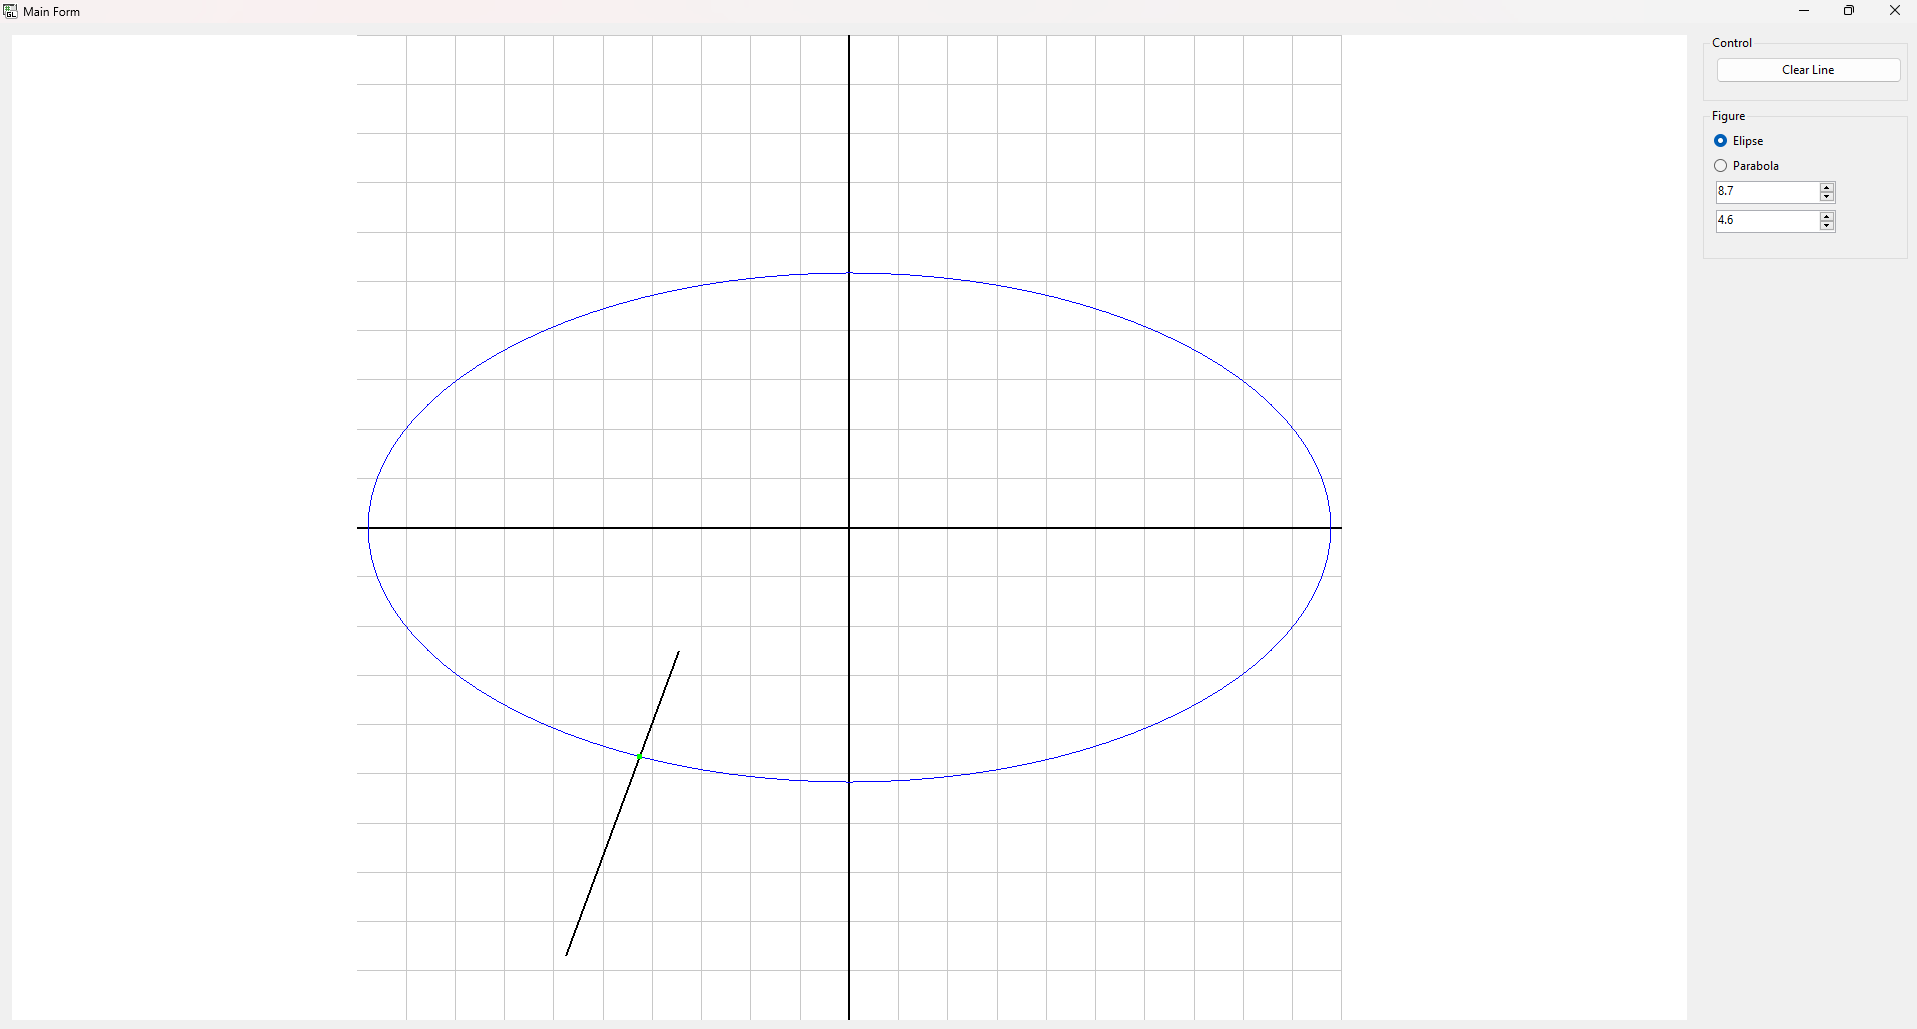 Main Form
Control
Clear Line
Figure
Elipse
Parabola
8.7
4.6